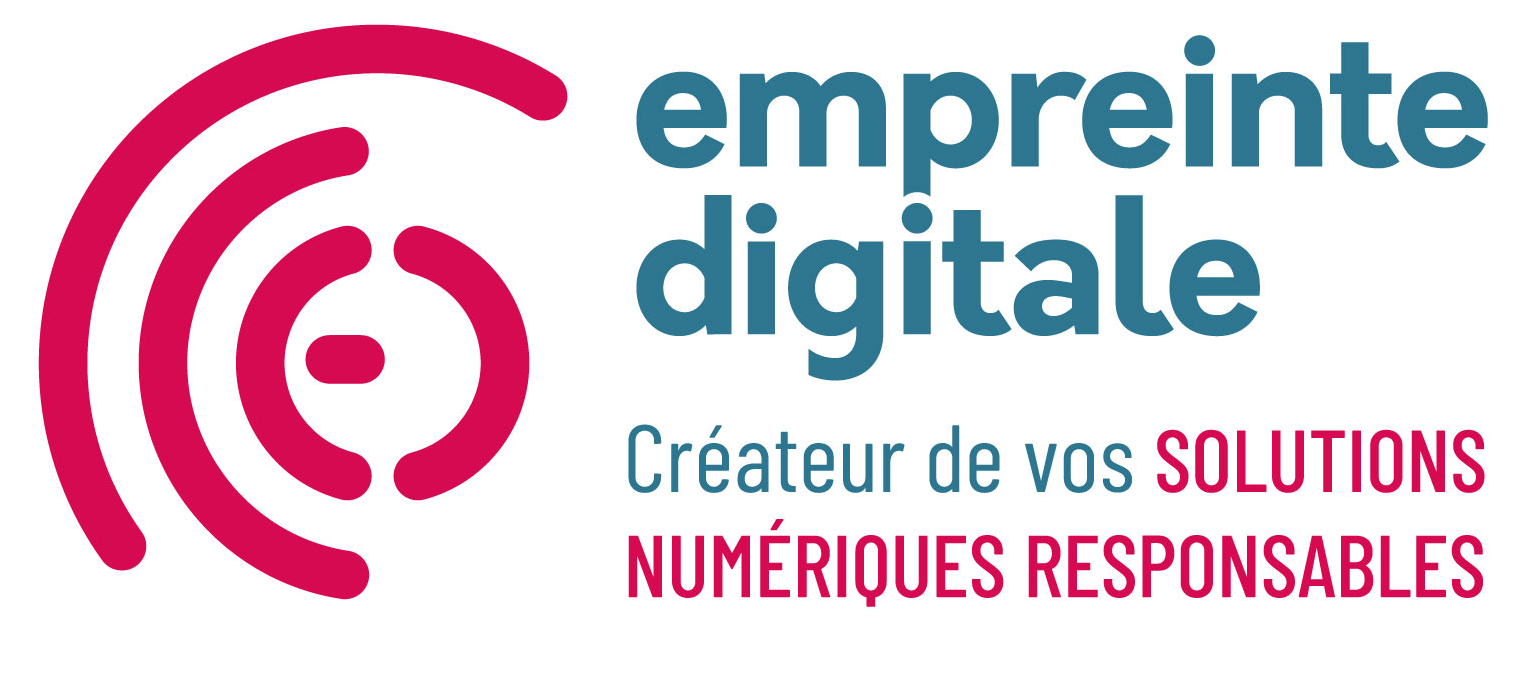 empreinte
digitale
Créateur de vos SOLUTIONS
NUMÉRIQUES RESPONSABLES